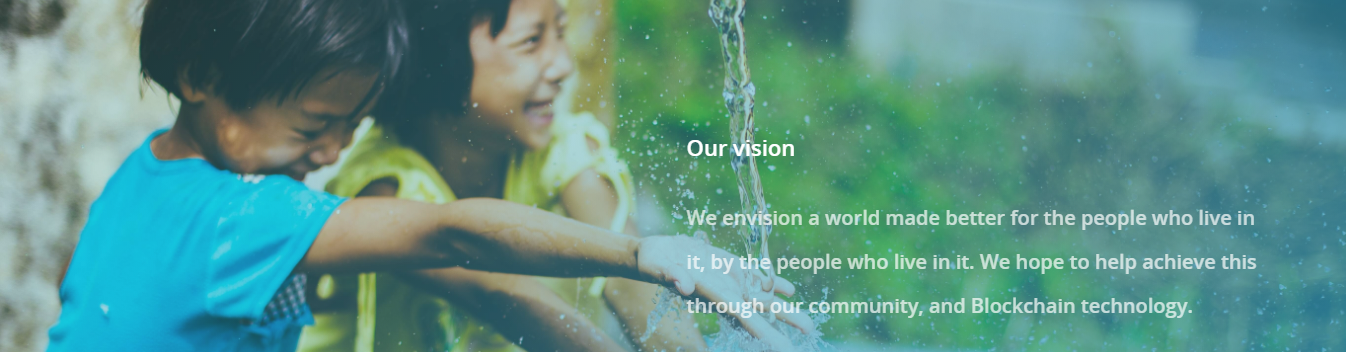 Our vision
We envision a world made better for the people who live in
it, by the people who live in it. We hope to help achieve this
through our community, and Blockchain technology.